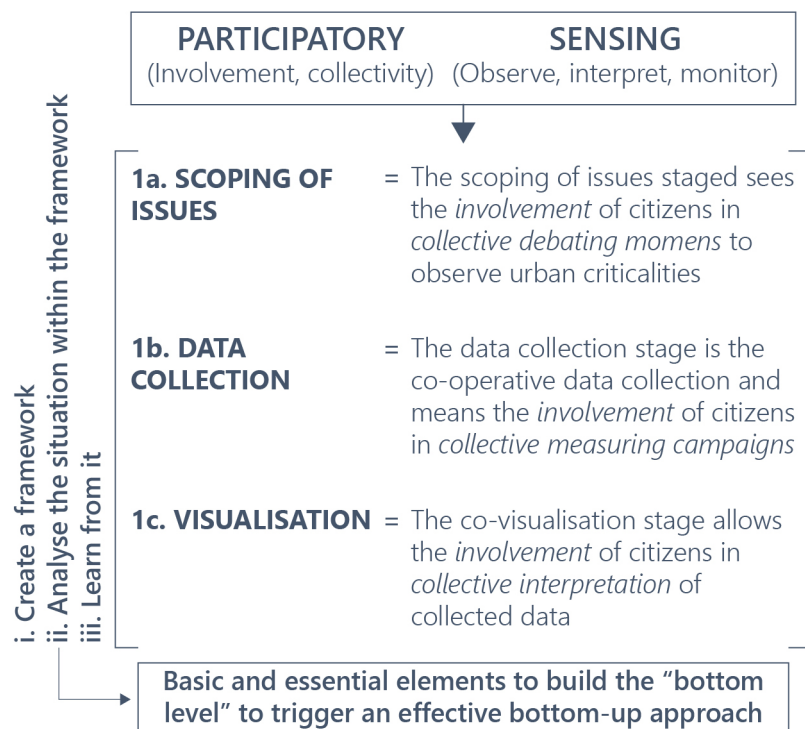 PARTICIPATORY SENSING
(Involvement, collectivity) (Observe, interpret, monitor)
1a. SCOPING OF = The scoping of issues staged sees
ISSUES the involvement of citizens in
collective debating momens to
observe urban criticalities
1b. DATA = The data collection stage is the
COLLECTION co-operative data collection and
means the involvement of citizens
in collective measuring campaigns
1c. VISUALISATION = The co-visualisation stage allows
the involvement of citizens in
collective interpretation of
collected data
i. Create a framework
ii. Analyse the situation within the framework
iii. Learn from it
Basic and essential elements to build the “bottom
level” to trigger an effective bottom-up approach